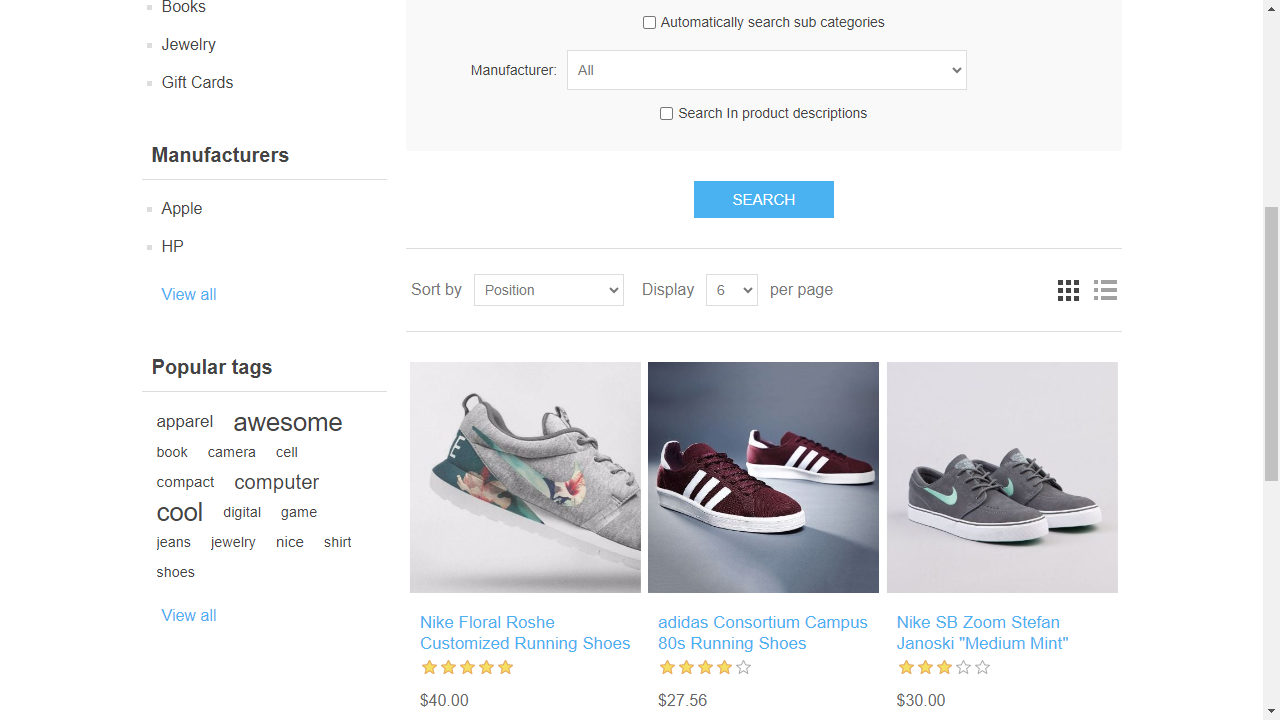 Books
Jewelry
Gift Cards
Manufacturers
Apple
HP
View all
Popular tags
apparel awesome
book camera cell
compact computer
cool digital game
jeans jewelry nice shirt
shoes
View all
Automatically search sub categories
Manufacturer: All
Search In product descriptions
SEARCH
Sort by Position Display 6 per page
Nike Floral Roshe
Customized Running Shoes
$40.00
adidas Consortium Campus
80s Running Shoes
$27.56
Nike SB Zoom Stefan
Janoski "Medium Mint"
$30.00